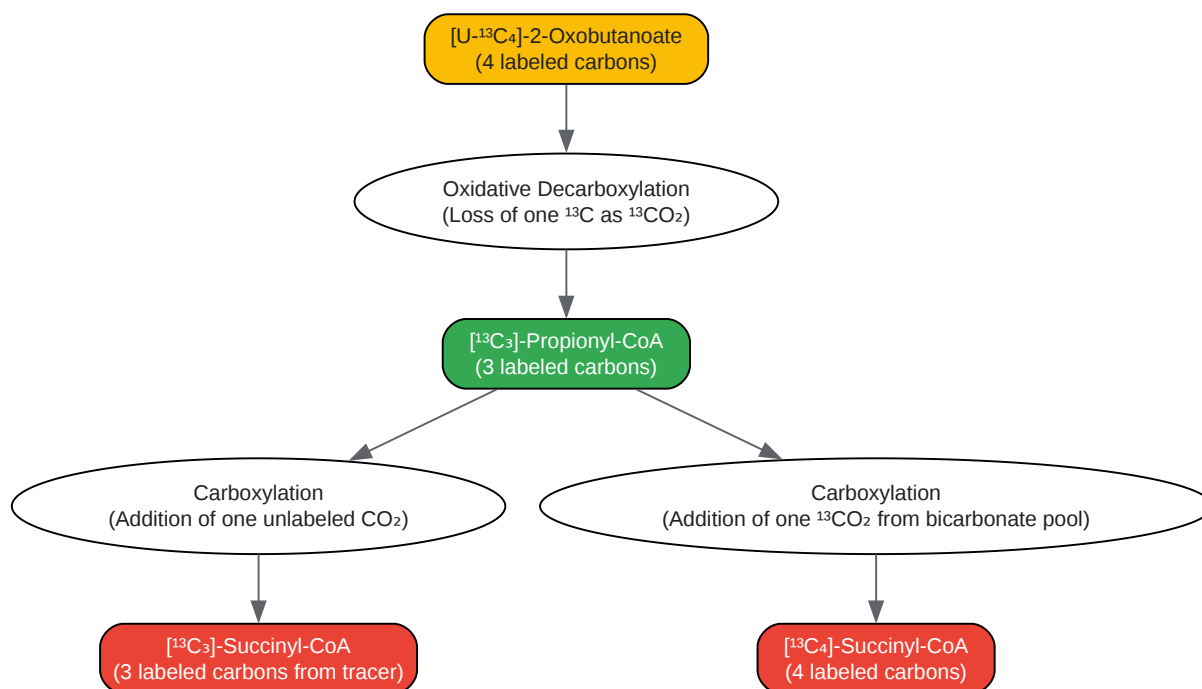 [U-¹³C₄]-2-Oxobutanoate
(4 labeled carbons)
Oxidative Decarboxylation
(Loss of one ¹³C as ¹³CO₂)
[¹³C₃]-Propionyl-CoA
(3 labeled carbons)
Carboxylation
(Addition of one unlabeled CO₂)
Carboxylation
(Addition of one ¹³CO₂ from bicarbonate pool)
[¹³C₃]-Succinyl-CoA
(3 labeled carbons from tracer)
[¹³C₄]-Succinyl-CoA
(4 labeled carbons)